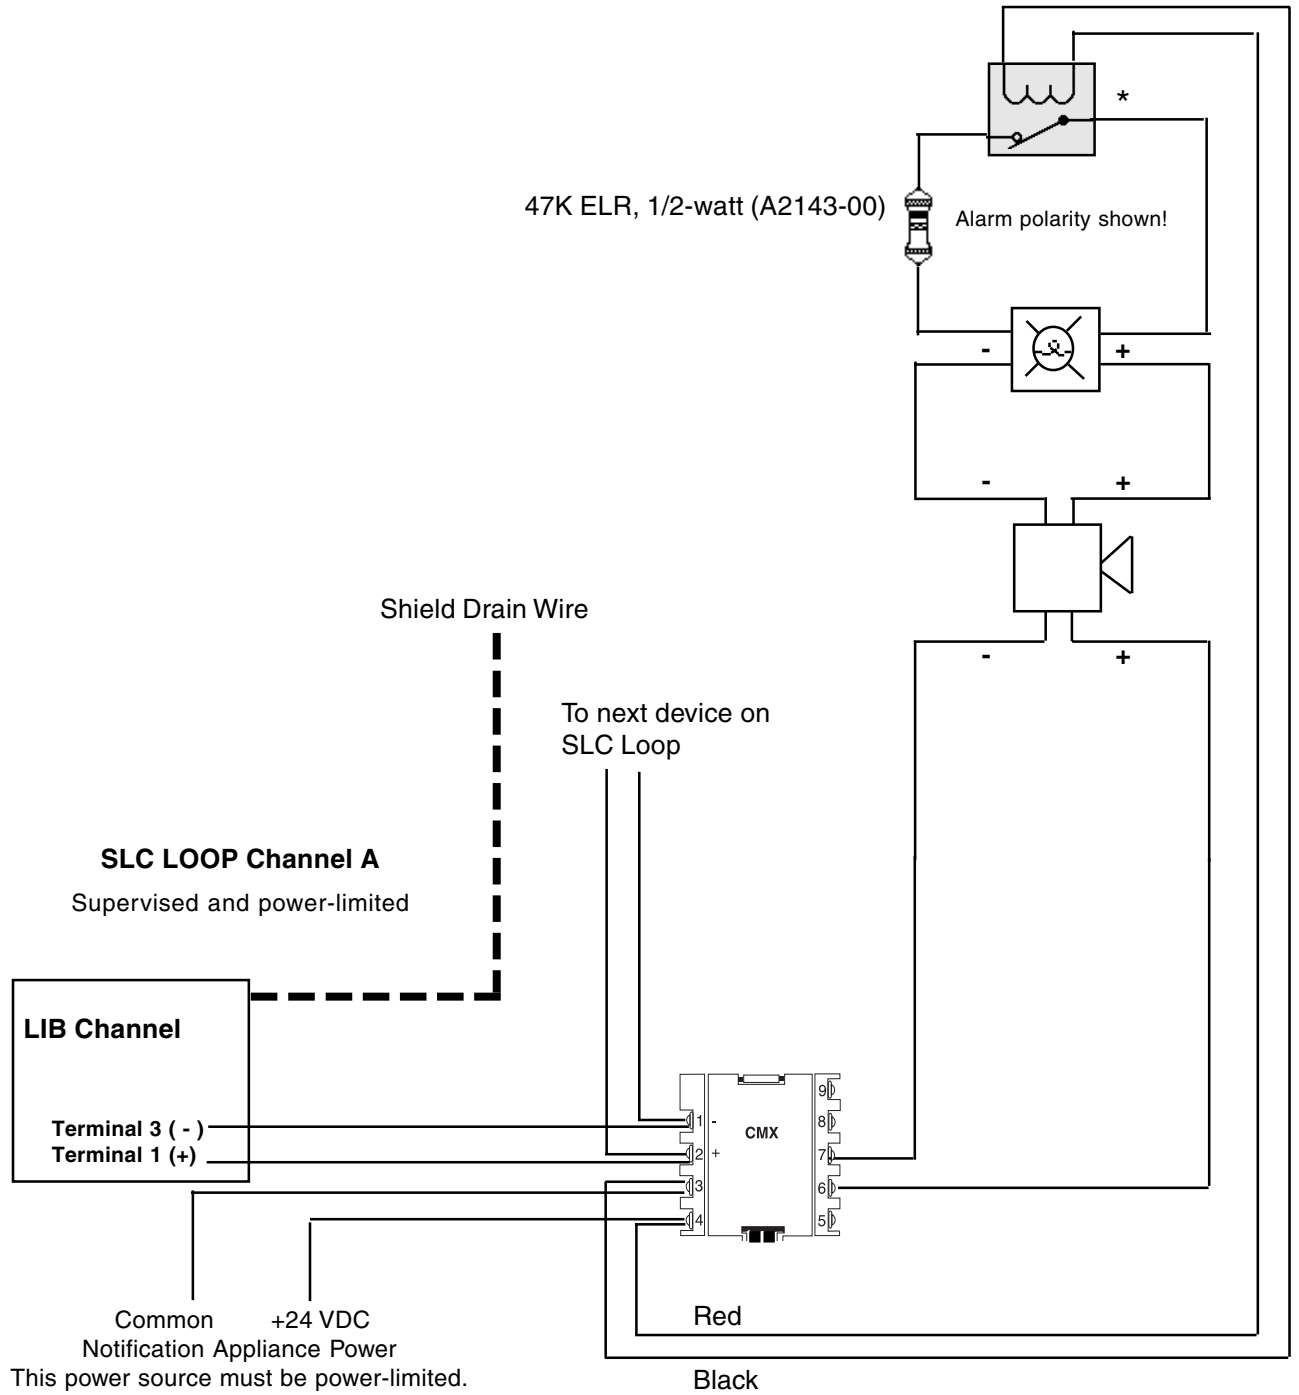 *
47K ELR, 1/2-watt (A2143-00)
Alarm polarity shown!
- +
- +
- +
Shield Drain Wire
To next device on
SLC Loop
SLC LOOP Channel A
Supervised and power-limited
LIB Channel
Terminal 3 ( - )
Terminal 1 (+)
CMX
1 -
2 +
3
4
9
8
7
6
5
Common +24 VDC
Notification Appliance Power
This power source must be power-limited.
Red
Black